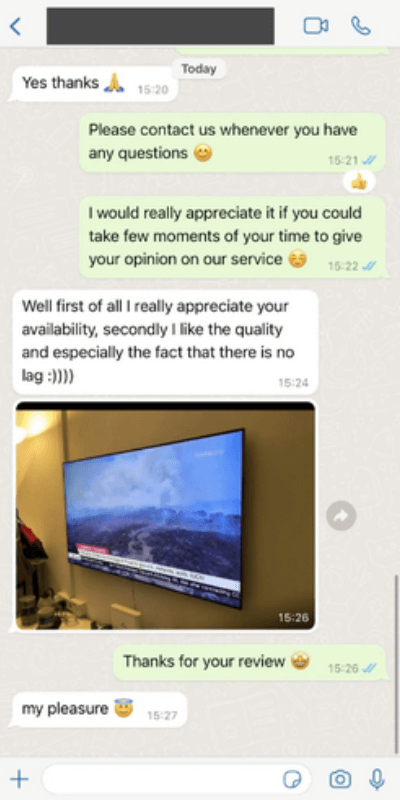 Today
Yes thanks 🙏
15:20
Please contact us whenever you have
any questions 😊
15:21
👍
I would really appreciate it if you could
take few moments of your time to give
your opinion on our service ☺️
15:22
Well first of all I really appreciate your
availability, secondly I like the quality
and especially the fact that there is no
lag :))))
15:24
15:26
Thanks for your review 🤩
15:26
my pleasure 😇
15:27